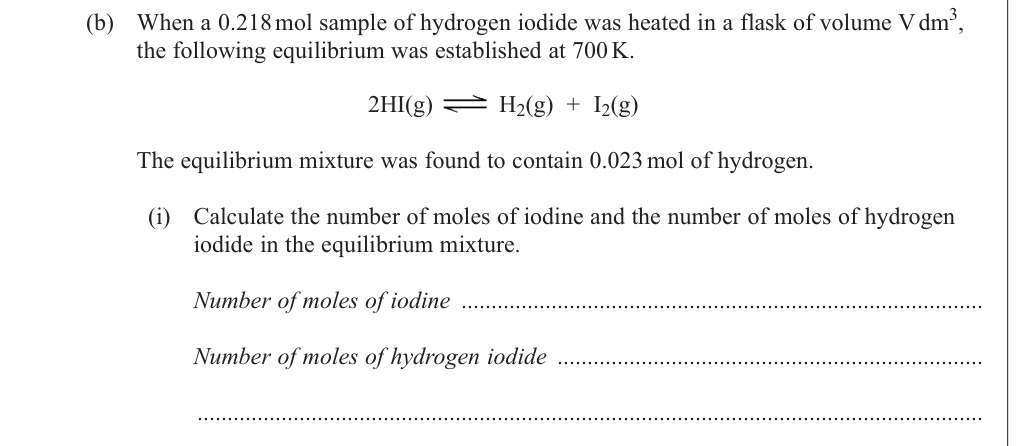 (b) When a 0.218 mol sample of hydrogen iodide was heated in a flask of volume V dm³,
the following equilibrium was established at 700 K.
2HI(g) ⇌ H₂(g) + I₂(g)
The equilibrium mixture was found to contain 0.023 mol of hydrogen.
(i) Calculate the number of moles of iodine and the number of moles of hydrogen
iodide in the equilibrium mixture.
Number of moles of iodine ..........................................................................................
Number of moles of hydrogen iodide ..........................................................................
....................................................................................................................................